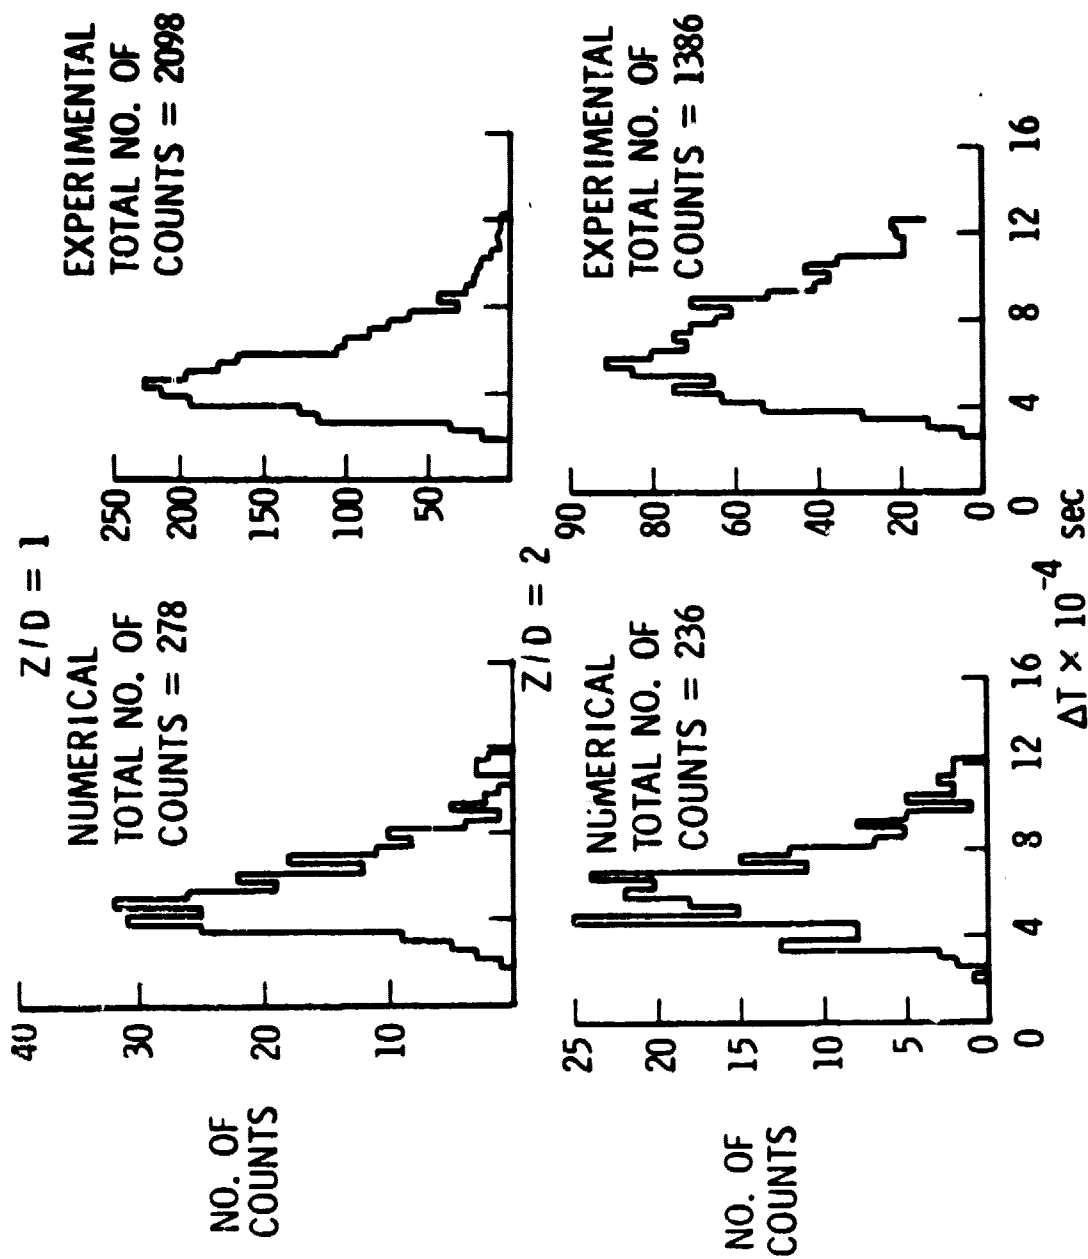 Z/D = 1
NUMERICAL
TOTAL NO. OF
COUNTS = 278
EXPERIMENTAL
TOTAL NO. OF
COUNTS = 2098
NO. OF
COUNTS
40
30
20
10
250
200
150
100
50
Z/D = 2
NUMERICAL
TOTAL NO. OF
COUNTS = 236
EXPERIMENTAL
TOTAL NO. OF
COUNTS = 1386
NO. OF
COUNTS
25
20
15
10
5
0
90
80
60
40
20
0
0 4 8 12 16
0 4 8 12 16
ΔT × 10⁻⁴ sec